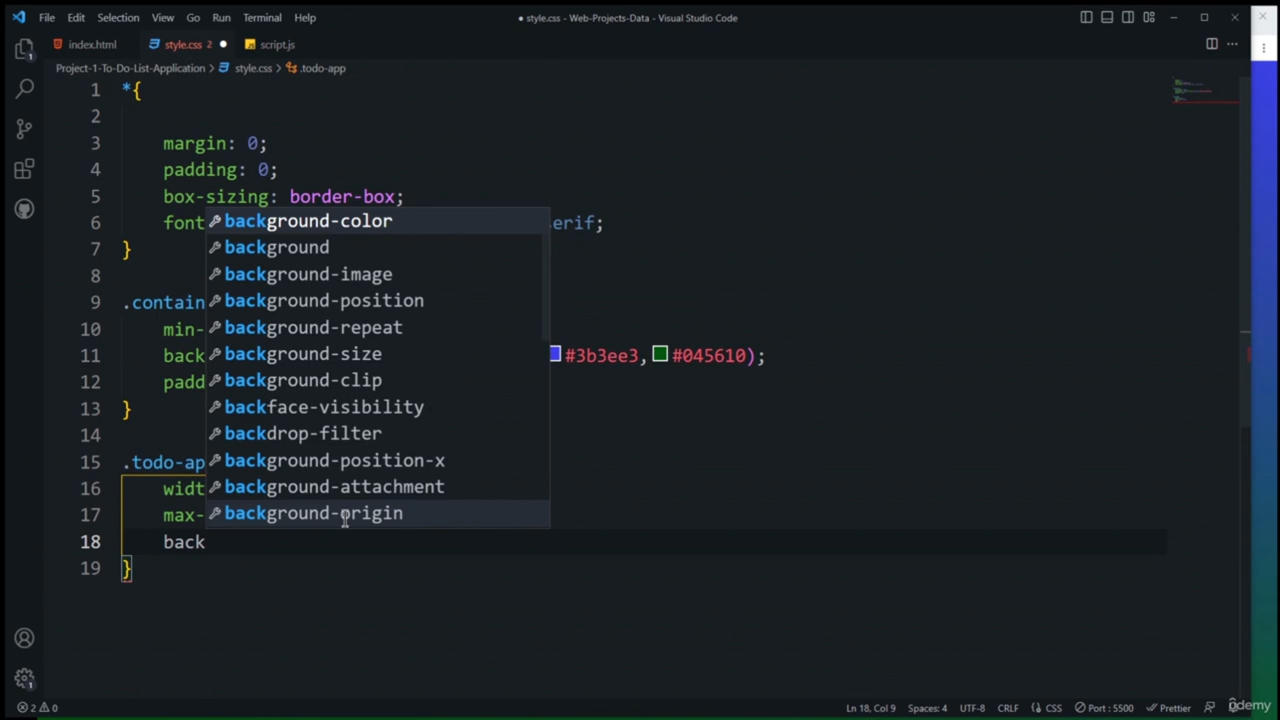 File Edit Selection View Go Run Terminal Help
● style.css - Web-Projects-Data - Visual Studio Code
index.html style.css 2 ● script.js
Project-1-To-Do-List-Application > style.css > .todo-app
1 *{
2
3 margin: 0;
4 padding: 0;
5 box-sizing: border-box;
6 font erif;
7 }
8
9 .contain
10 min-
11 back #3b3ee3, #045610);
12 padd
13 }
14
15 .todo-ap
16 widt
17 max-
18 back
19 }
background-color
background
background-image
background-position
background-repeat
background-size
background-clip
backface-visibility
backdrop-filter
background-position-x
background-attachment
background-origin
1
1
2 0 Ln 18, Col 9 Spaces: 4 UTF-8 CRLF CSS Port : 5500 Prettier
ûdemy